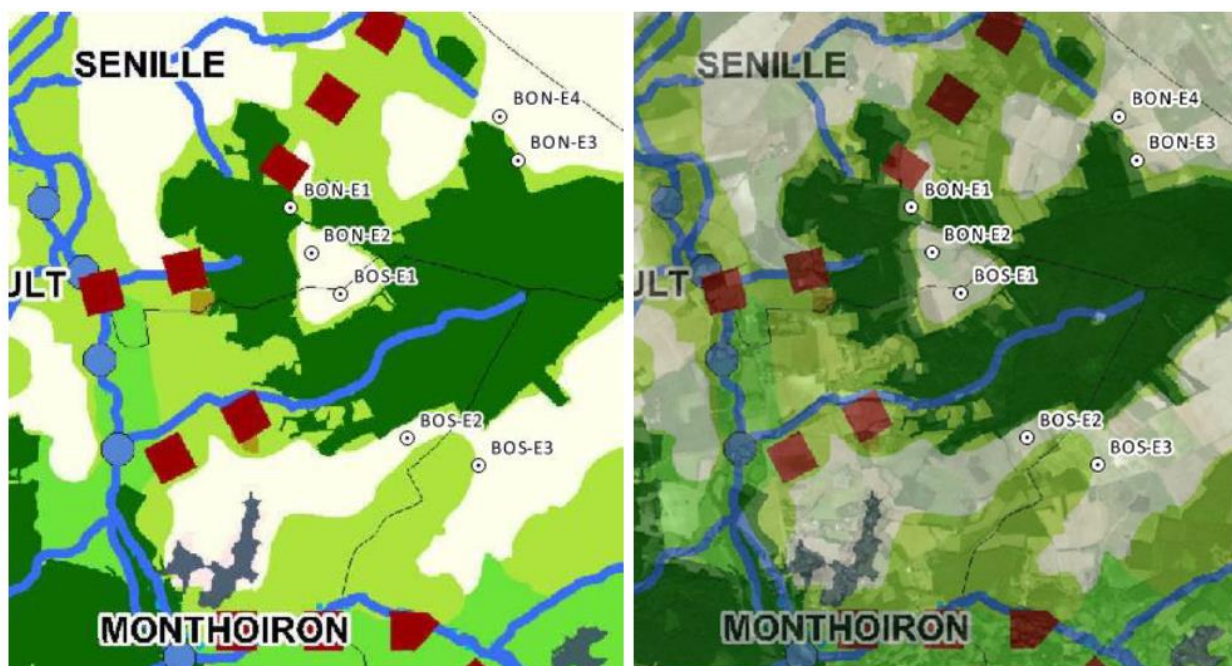 SENILLE
BON-E4
BON-E3
BON-E1
BON-E2
BOS-E1
ULT
BOS-E2
BOS-E3
MONTHOIRON
SENILLE
BON-E4
BON-E3
BON-E1
BON-E2
BOS-E1
ULT
BOS-E2
BOS-E3
MONTHOIRON